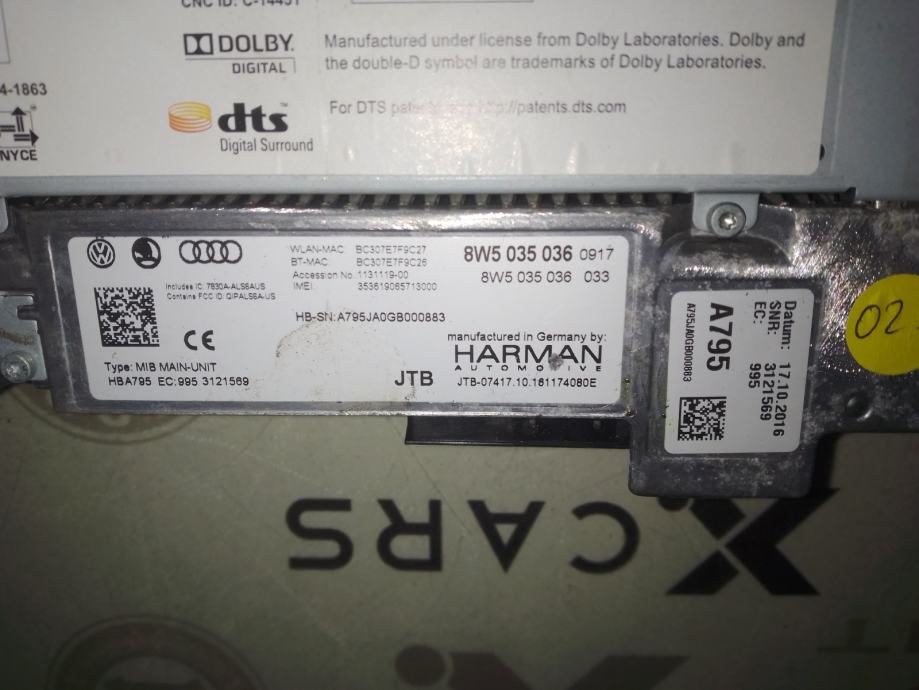 CNC ID: C-14451
DOLBY.
DIGITAL
Manufactured under license from Dolby Laboratories. Dolby and
the double-D symbol are trademarks of Dolby Laboratories.
4-1863
NYCE
dts
Digital Surround
For DTS patents, see http://patents.dts.com
WLAN-MAC: BC307E7F9C27
BT-MAC: BC307E7F9C26
Accession No. 1131119-00
IMEI: 353619065713000
8W5 035 036 0917
8W5 035 036 033
Includes IC: 7830A-ALS6AUS
Contains FCC ID: QIPALS6A-US
HB-SN:A795JA0GB000883
CE
Type: MIB MAIN-UNIT
HBA795 EC:995 3121569
JTB
manufactured in Germany by:
HARMAN
AUTOMOTIVE
JTB-07417.10.161174080E
Datum: 17.10.2016
SNR: 3121569
EC: 995
A795
A795JA0GB000883
02
X CARS